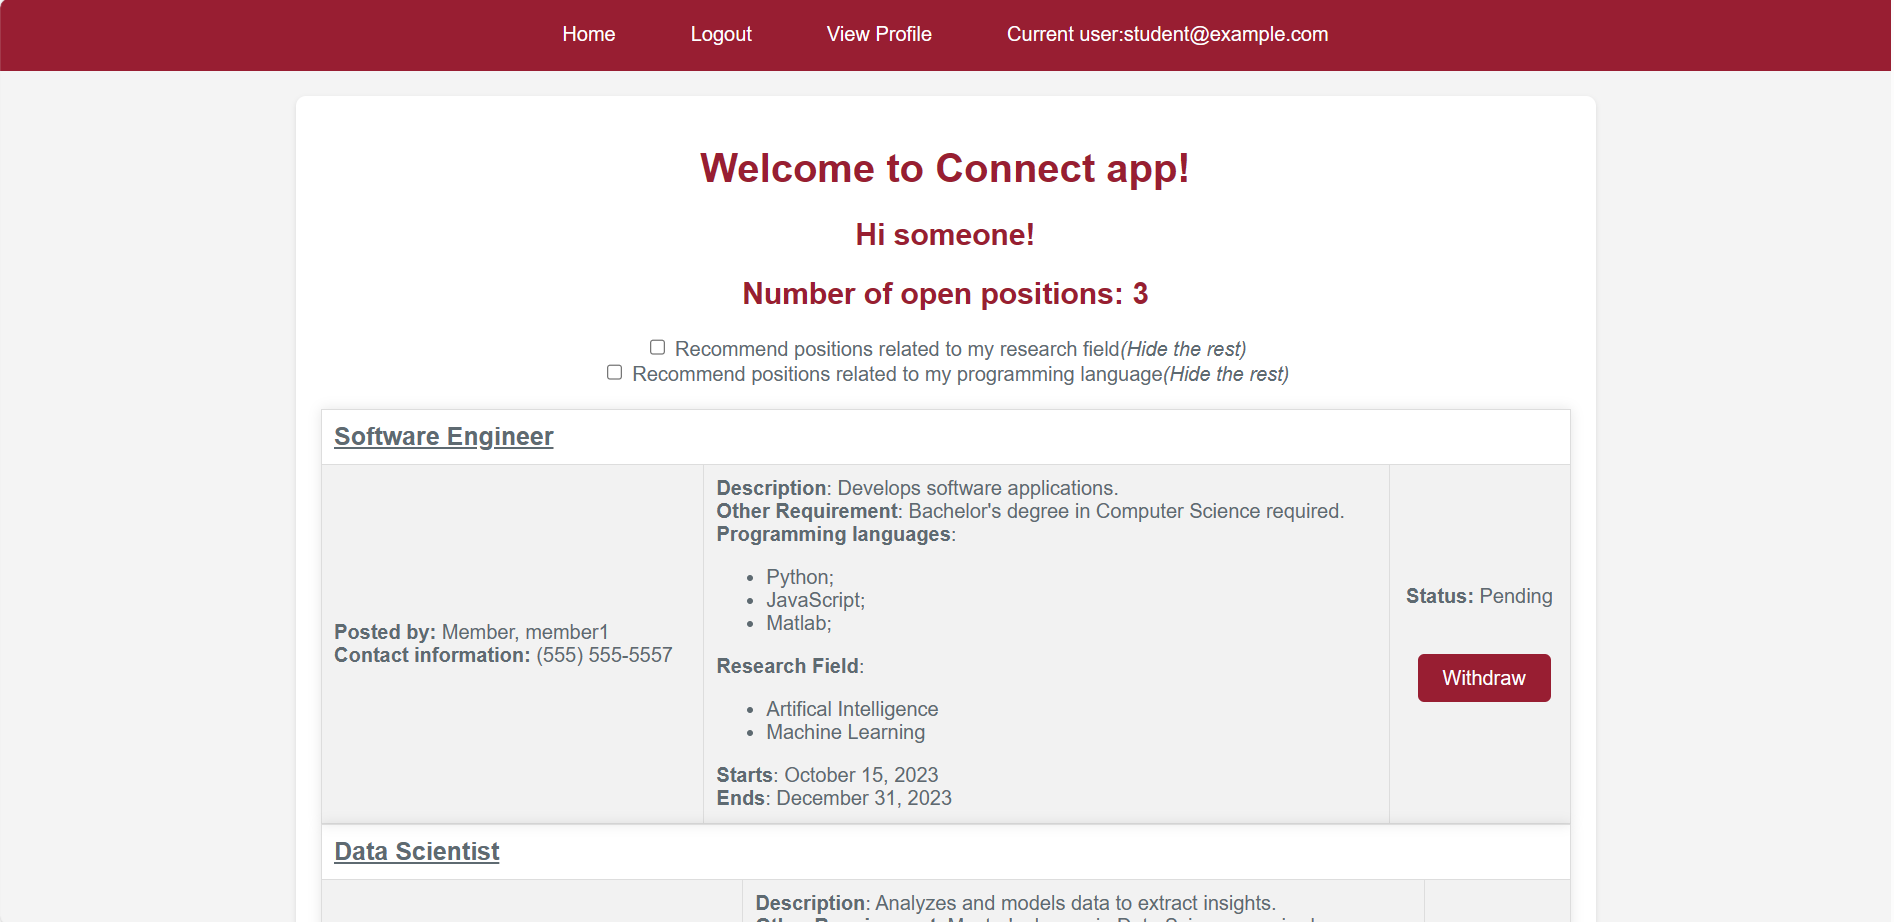 Home Logout View Profile Current user:student@example.com
Welcome to Connect app!
Hi someone!
Number of open positions: 3
Recommend positions related to my research field(Hide the rest)
Recommend positions related to my programming language(Hide the rest)
Software Engineer
Posted by: Member, member1
Contact information: (555) 555-5557
Description: Develops software applications.
Other Requirement: Bachelor's degree in Computer Science required.
Programming languages:
Python;
JavaScript;
Matlab;
Research Field:
Artifical Intelligence
Machine Learning
Starts: October 15, 2023
Ends: December 31, 2023
Status: Pending
Withdraw
Data Scientist
Description: Analyzes and models data to extract insights.